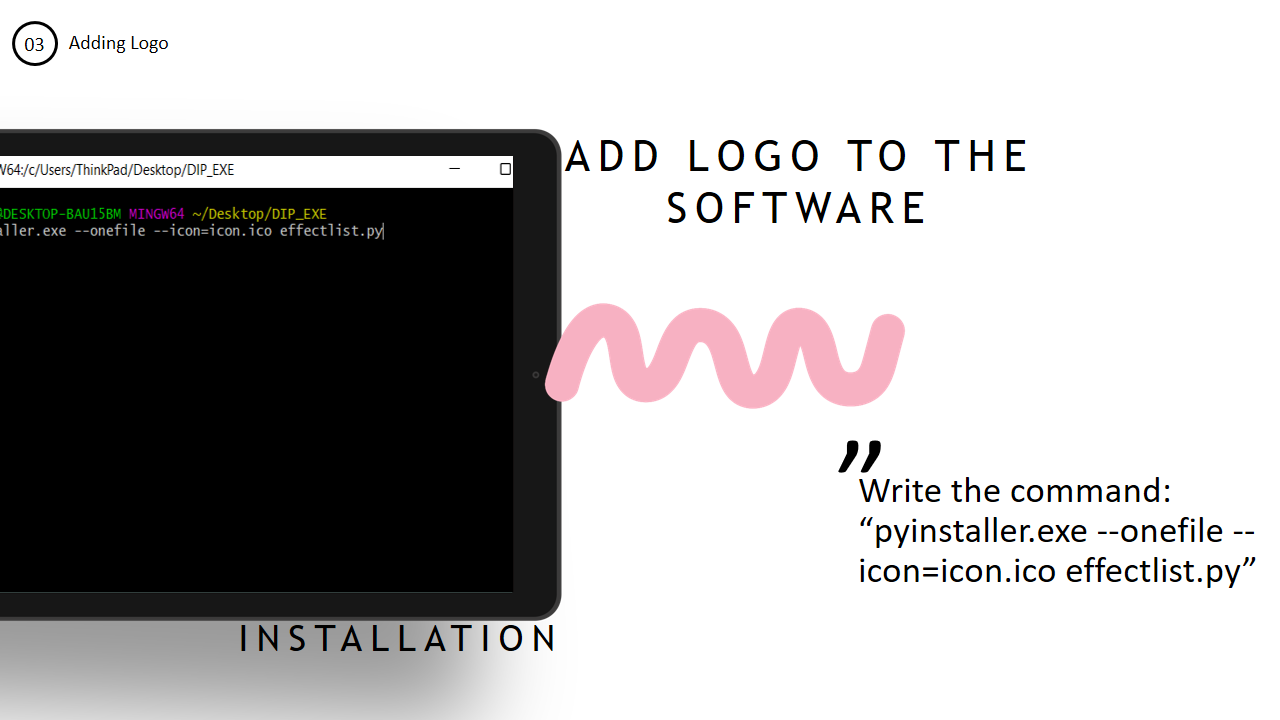 03 Adding Logo
ADD LOGO TO THE
SOFTWARE
W64:/c/Users/ThinkPad/Desktop/DIP_EXE
DESKTOP-BAU15BM MINGW64 ~/Desktop/DIP_EXE
aller.exe --onefile --icon=icon.ico effectlist.py
”
Write the command:
“pyinstaller.exe --onefile --
icon=icon.ico effectlist.py”
INSTALLATION